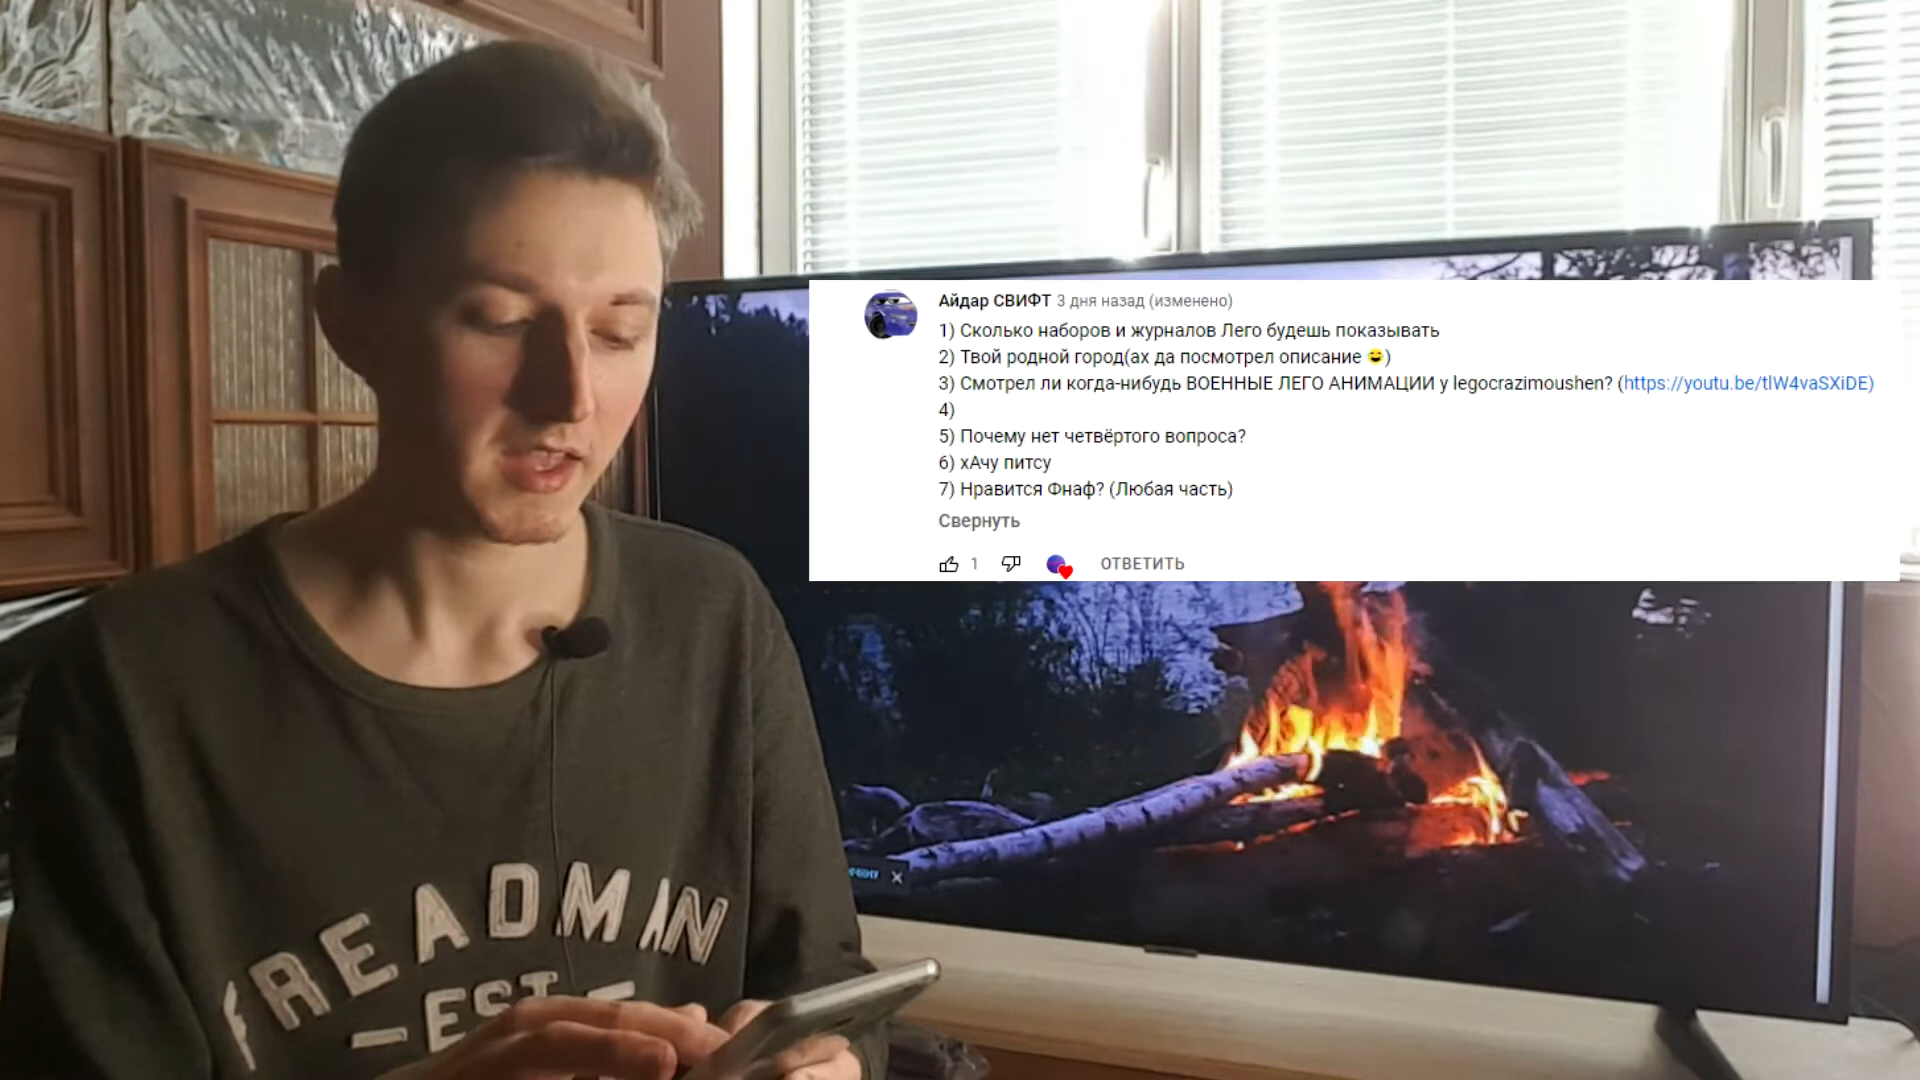 Айдар СВИФТ 3 дня назад (изменено)
1) Сколько наборов и журналов Лего будешь показывать
2) Твой родной город(ах да посмотрел описание 😄)
3) Смотрел ли когда-нибудь ВОЕННЫЕ ЛЕГО АНИМАЦИИ у legocrazimoushen? (https://youtu.be/tlW4vaSXiDE)
4)
5) Почему нет четвёртого вопроса?
6) хАчу питсу
7) Нравится Фнаф? (Любая часть)
Свернуть
1 ОТВЕТИТЬ
READMAN
EST